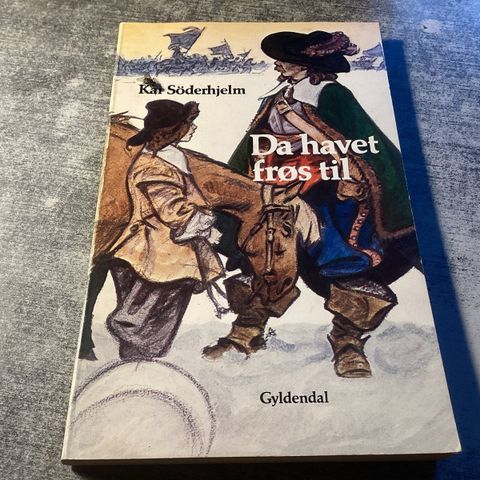 Kai Söderhjelm
Da havet
frøs til
Gyldendal